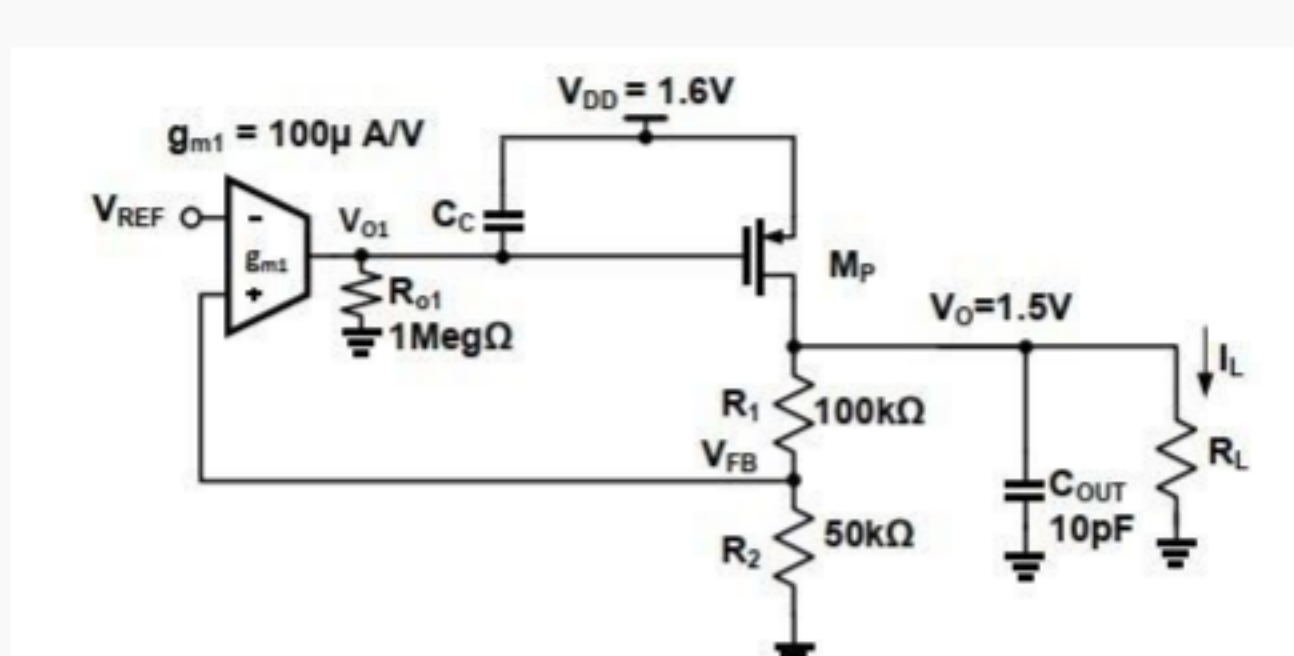 V_DD = 1.6V
g_m1 = 100µ A/V
V_REF
-
g_m1
+
V_O1
C_C
R_o1
1MegΩ
M_P
V_O=1.5V
I_L
R_1
100kΩ
V_FB
R_2
50kΩ
C_OUT
10pF
R_L